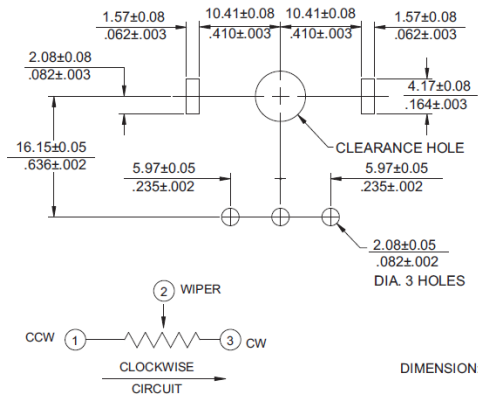 1.57±0.08
.062±.003
10.41±0.08
.410±.003
10.41±0.08
.410±.003
1.57±0.08
.062±.003
2.08±0.08
.082±.003
4.17±0.08
.164±.003
16.15±0.05
.636±.002
CLEARANCE HOLE
5.97±0.05
.235±.002
5.97±0.05
.235±.002
2.08±0.05
.082±.002
DIA. 3 HOLES
2 WIPER
CCW 1
3 CW
CLOCKWISE
CIRCUIT
DIMENSION